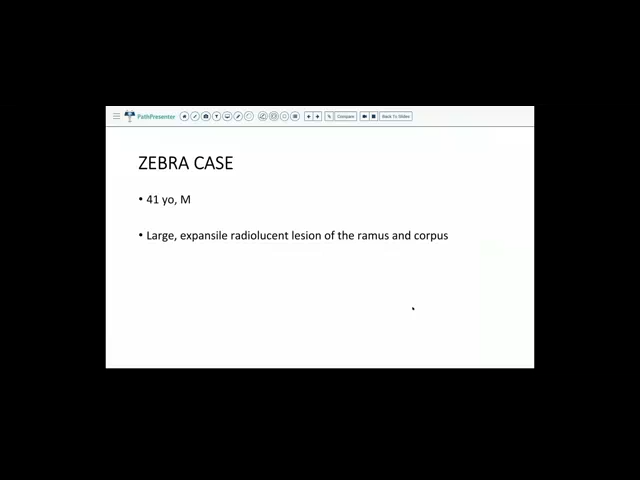 PathPresenter Compare Back To Slides
ZEBRA CASE
• 41 yo, M
• Large, expansile radiolucent lesion of the ramus and corpus